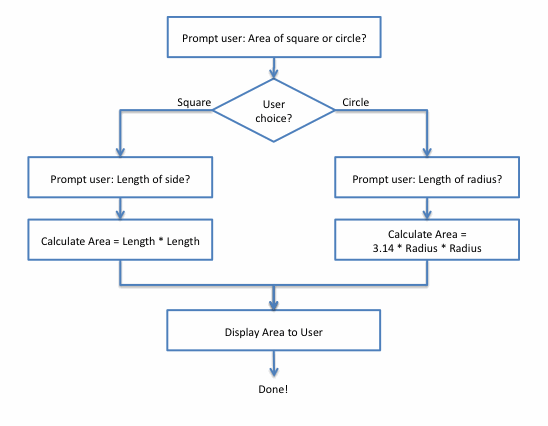 Prompt user: Area of square or circle?
Square
User
choice?
Circle
Prompt user: Length of side?
Prompt user: Length of radius?
Calculate Area = Length * Length
Calculate Area =
3.14 * Radius * Radius
Display Area to User
Done!